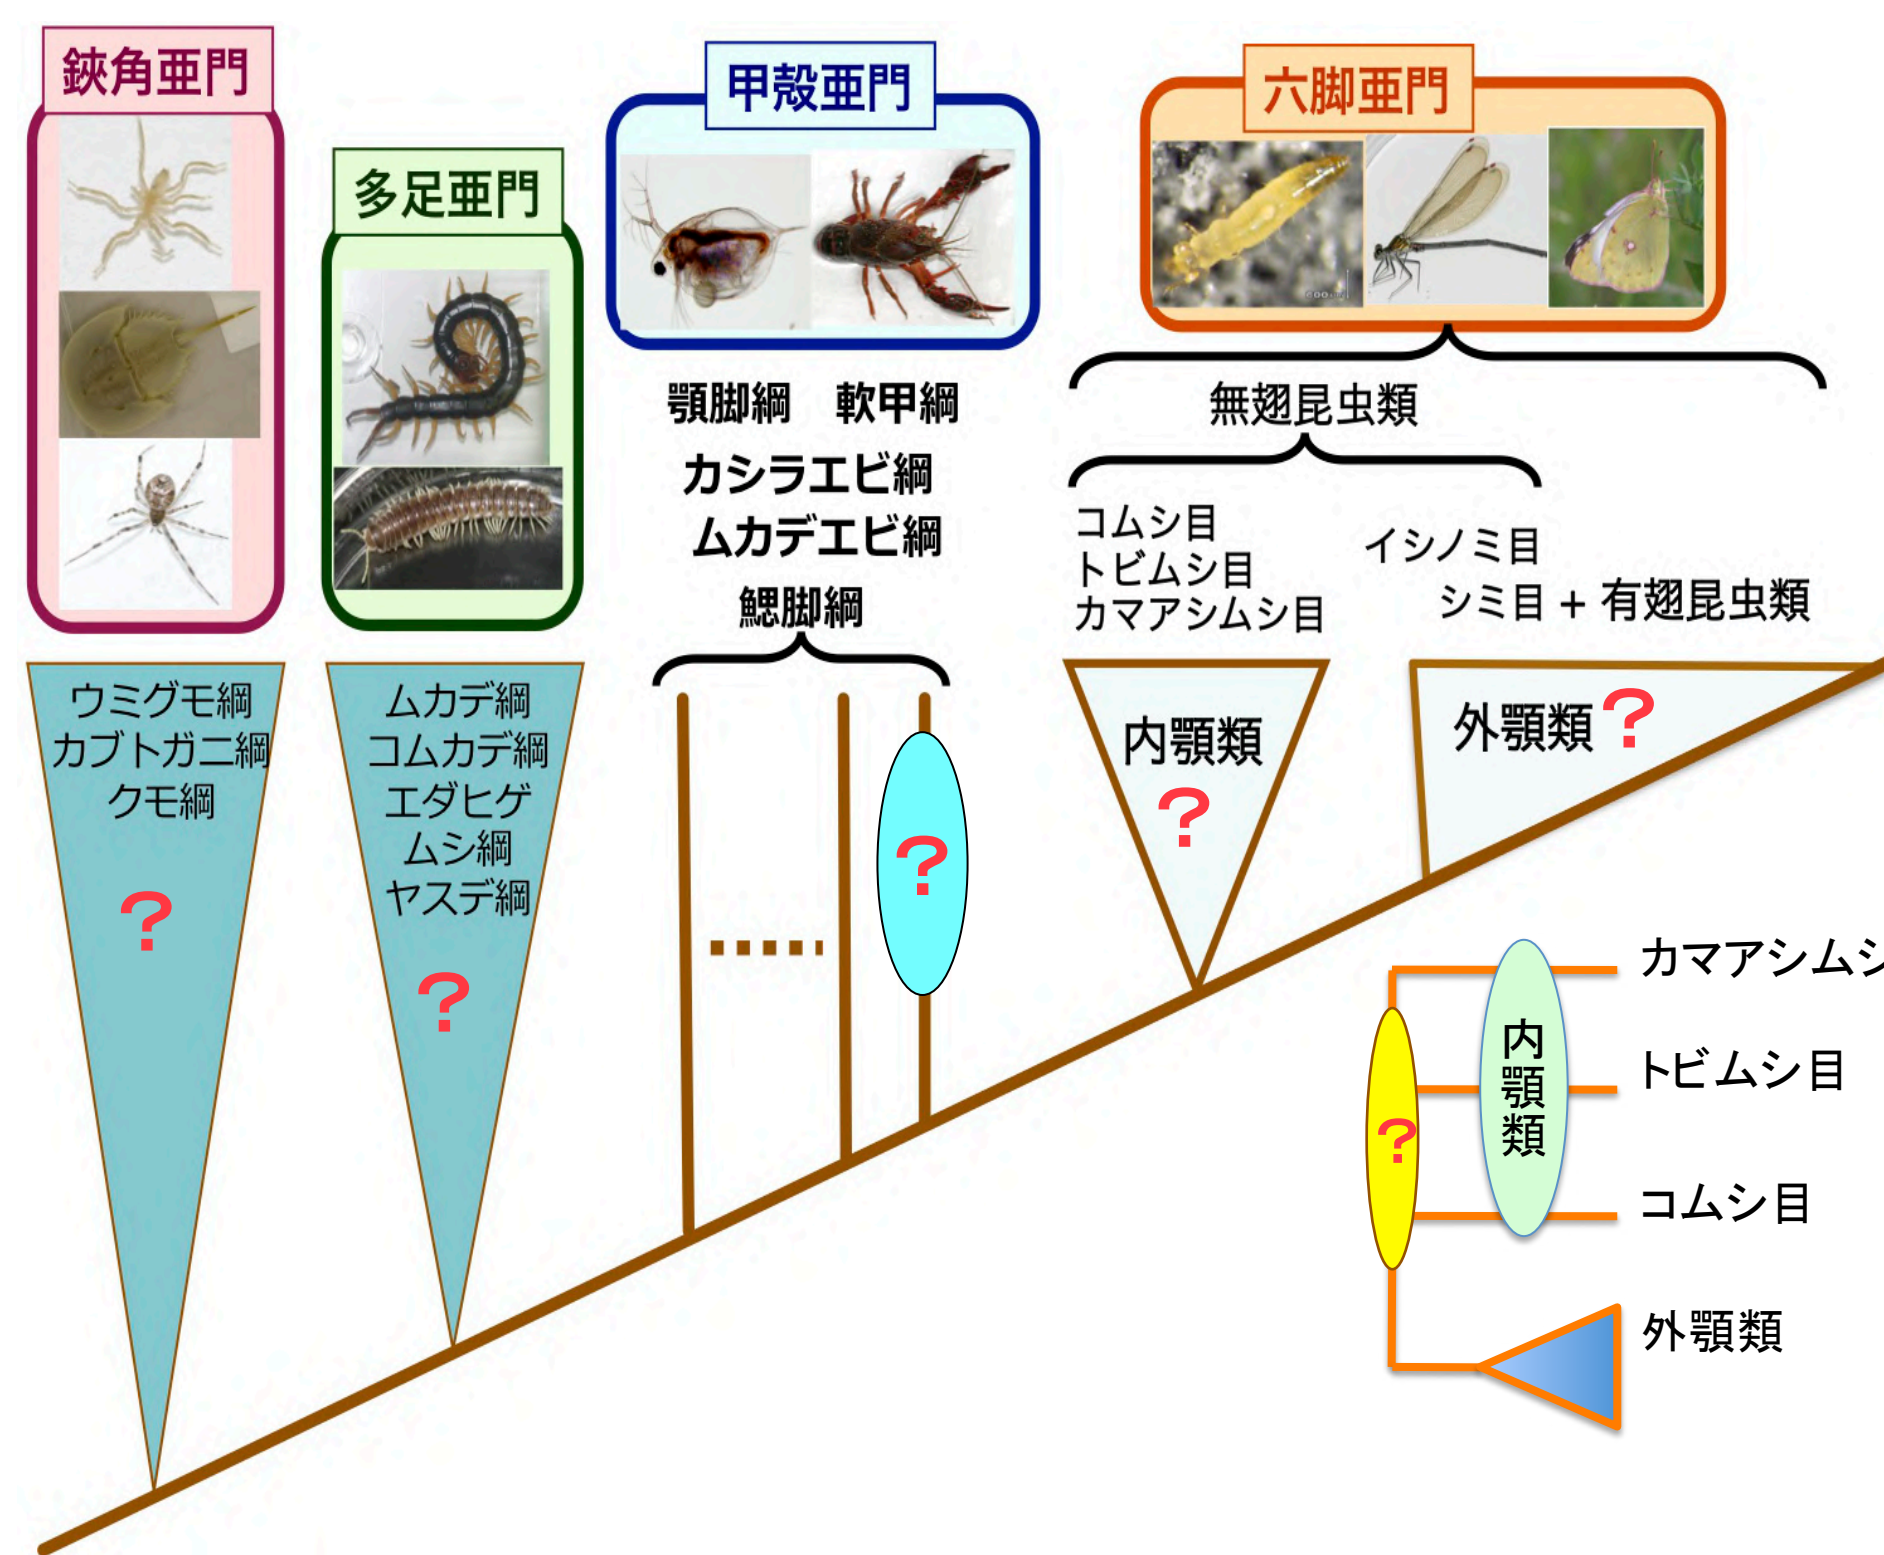 鋏角亜門
多足亜門
甲殻亜門
六脚亜門
顎脚綱 軟甲綱
カシラエビ綱
ムカデエビ綱
鰓脚綱
無翅昆虫類
コムシ目
トビムシ目
カマアシムシ目
イシノミ目
シミ目 + 有翅昆虫類
ウミグモ綱
カブトガニ綱
クモ綱
?
ムカデ綱
コムカデ綱
エダヒゲ
ムシ綱
ヤスデ綱
?
?
内顎類
?
外顎類?
カマアシムシ
トビムシ目
コムシ目
外顎類
内顎類
?